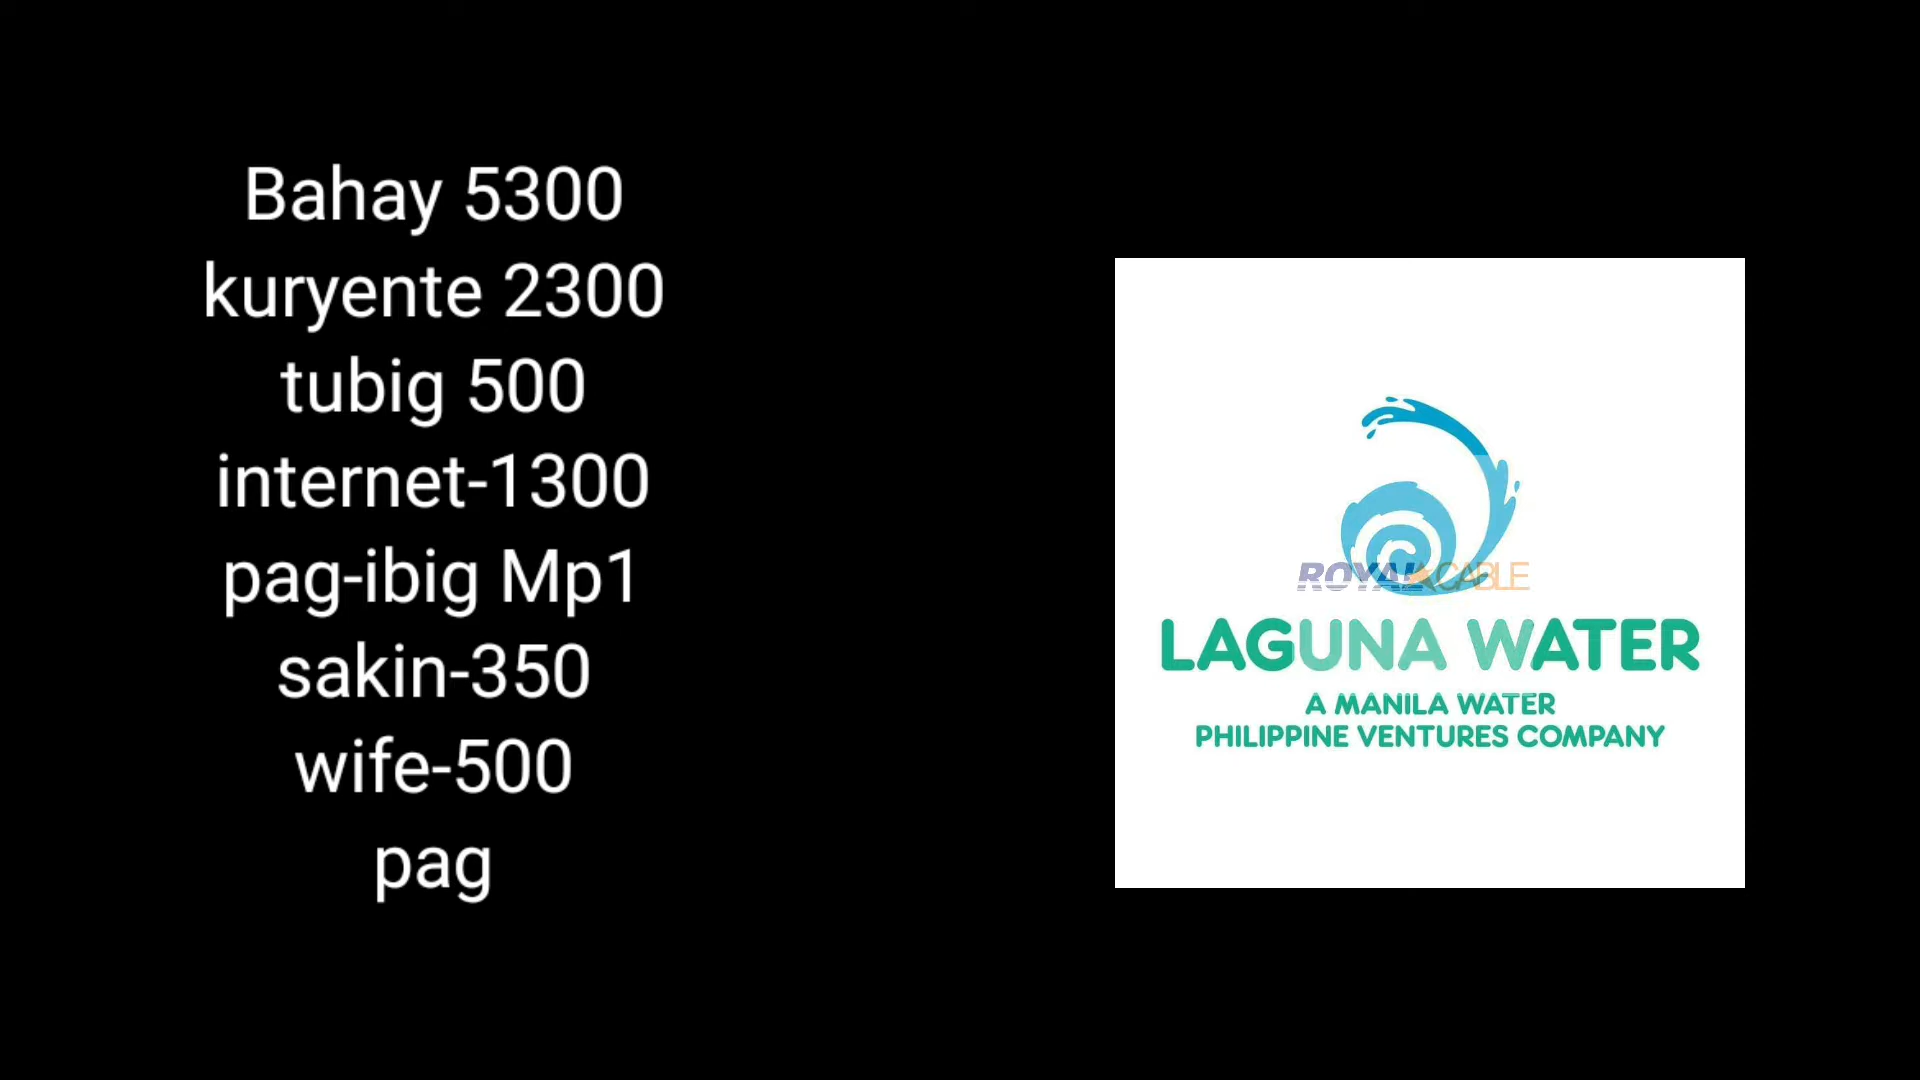 Bahay 5300
kuryente 2300
tubig 500
internet-1300
pag-ibig Mp1
sakin-350
wife-500
pag
ROYAL CABLE
LAGUNA WATER
A MANILA WATER
PHILIPPINE VENTURES COMPANY